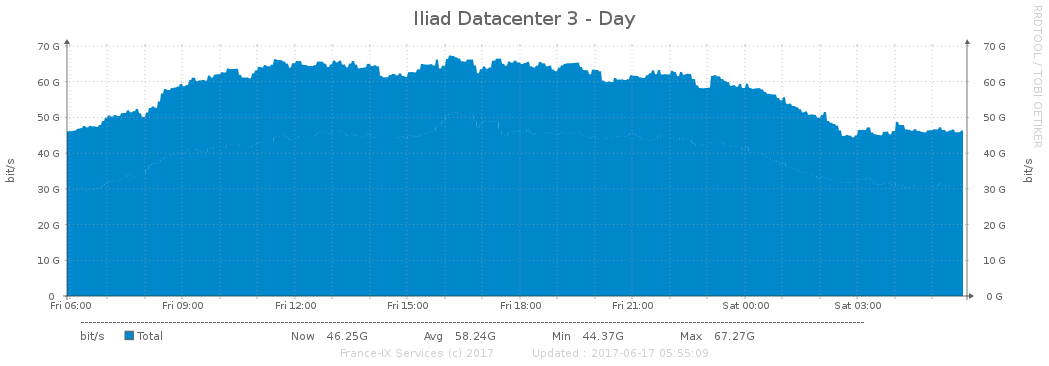 Iliad Datacenter 3 - Day
RRDTOOL / TOBI OETIKER
70 G 70 G
60 G 60 G
50 G 50 G
40 G 40 G
30 G 30 G
20 G 20 G
10 G 10 G
0 0 G
bit/s bit/s
Fri 06:00 Fri 09:00 Fri 12:00 Fri 15:00 Fri 18:00 Fri 21:00 Sat 00:00 Sat 03:00
bit/s Total Now 46.25G Avg 58.24G Min 44.37G Max 67.27G
France-IX Services (c) 2017 Updated : 2017-06-17 05:55:09